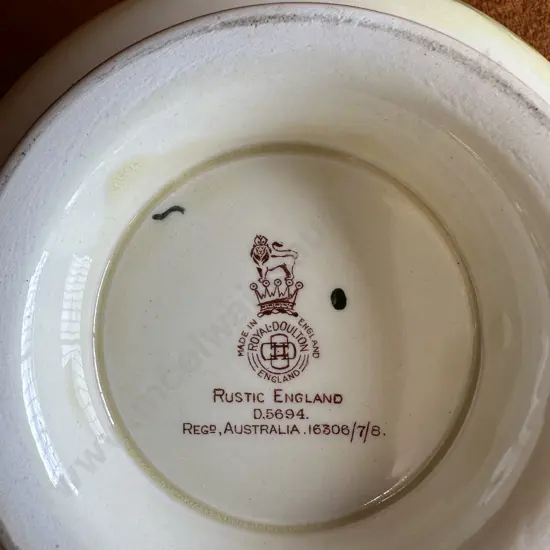 MADE IN ENGLAND
ROYAL·DOULTON
ENGLAND
RUSTIC ENGLAND
D.5694.
REGD, AUSTRALIA.16306/7/8.